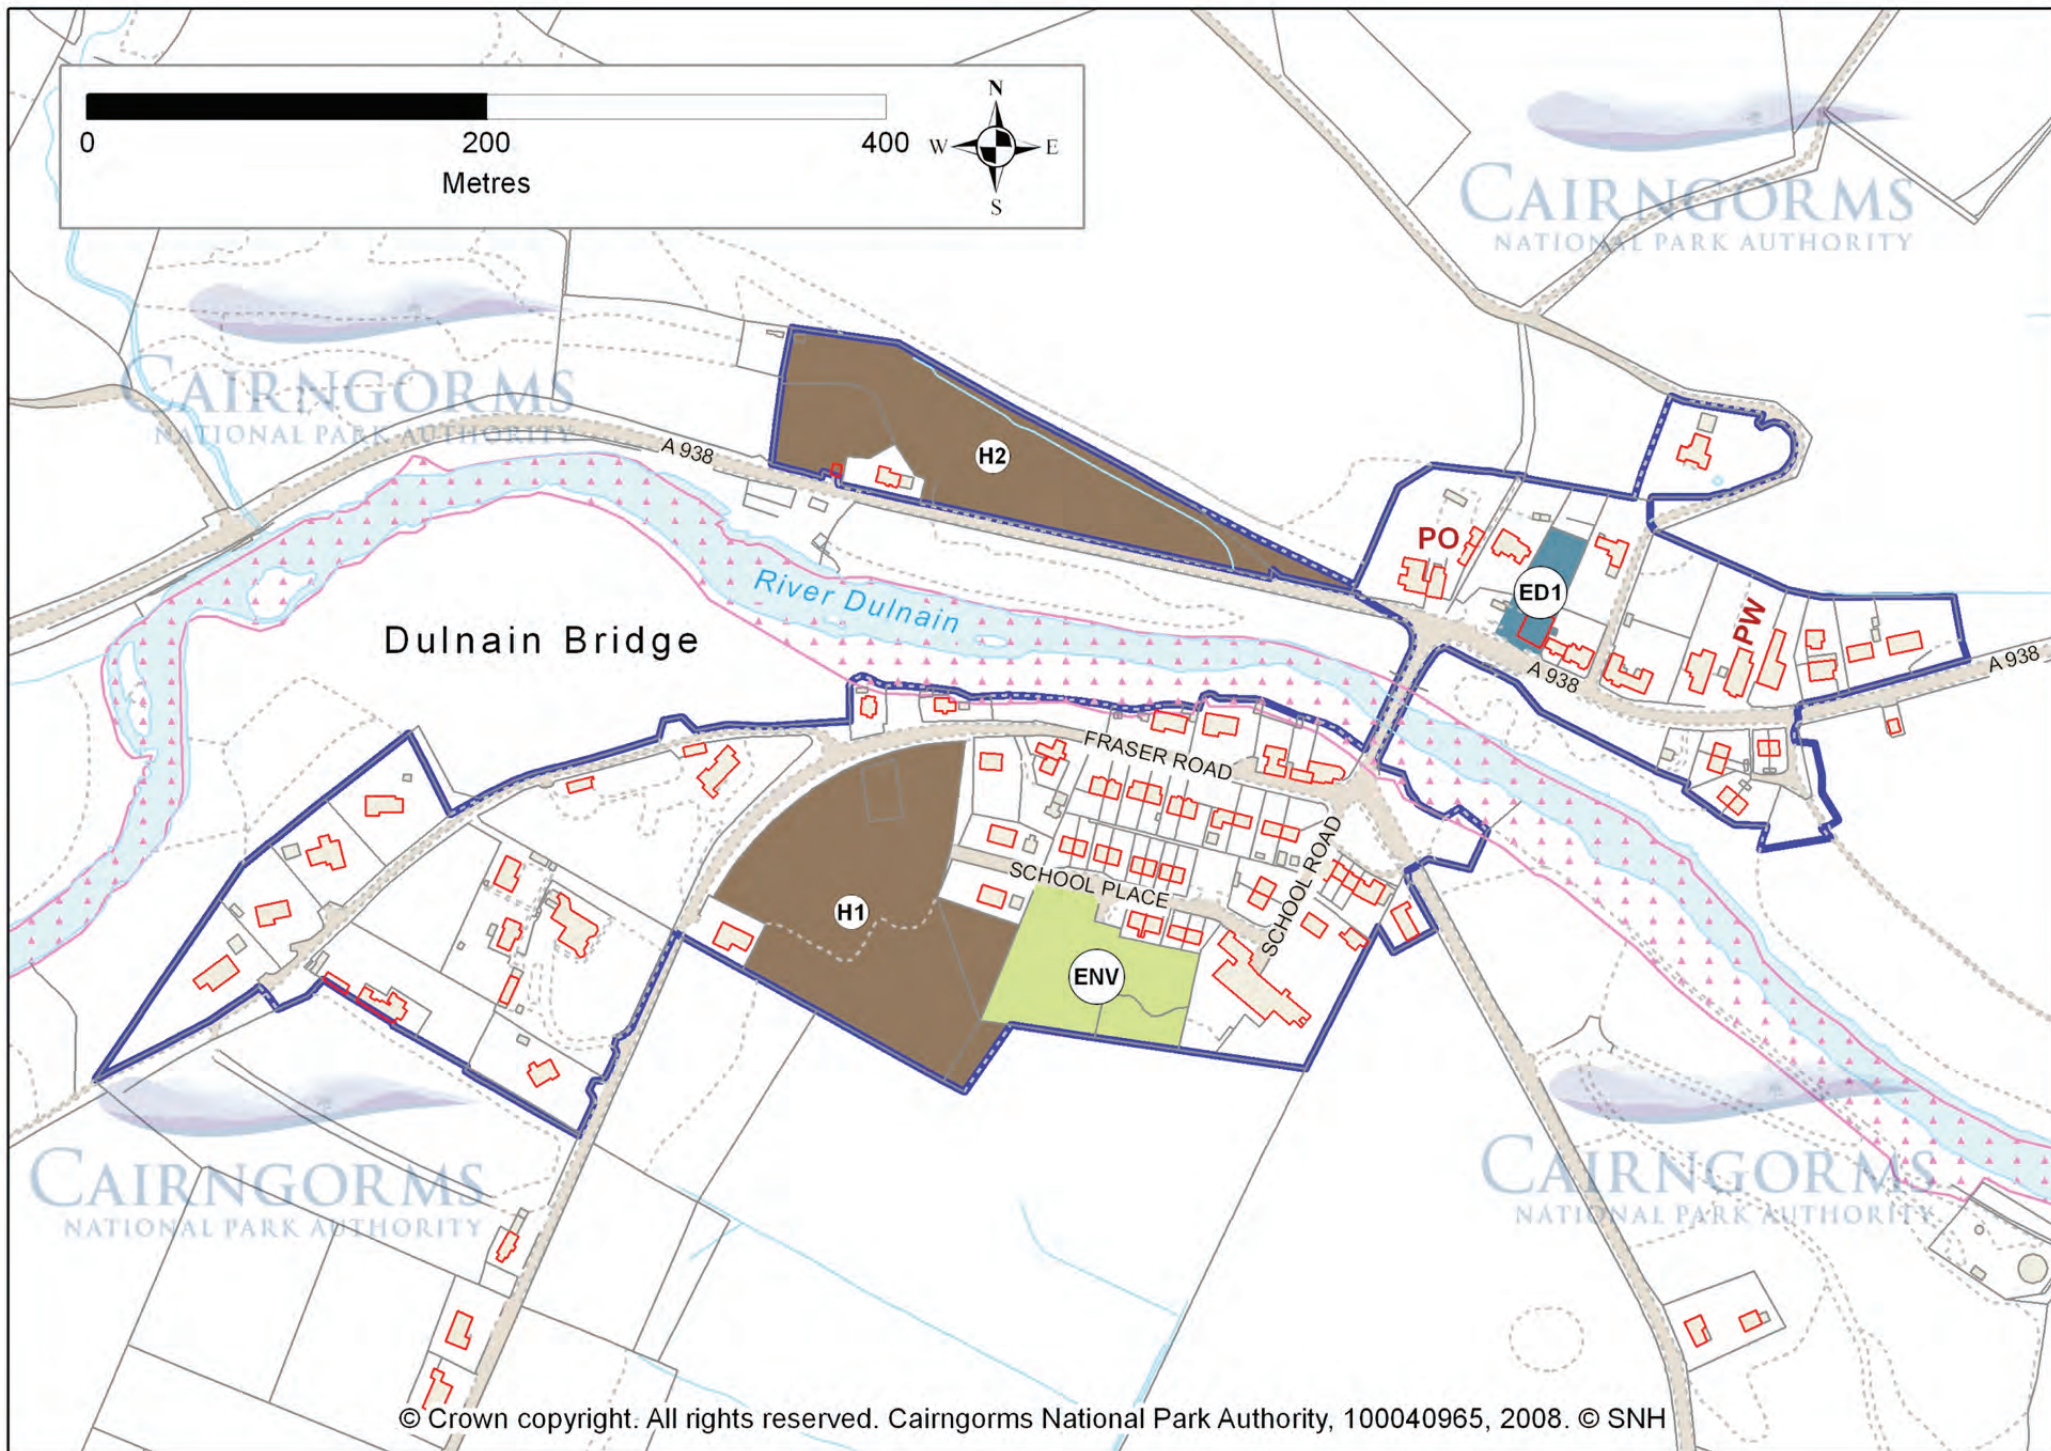 0
200
400
Metres
N
W
E
S
CAIRNGORMS
NATIONAL PARK AUTHORITY
CAIRNGORMS
NATIONAL PARK AUTHORITY
A 938
H2
PO
ED1
River Dulnain
Dulnain Bridge
PW
A 938
A 938
FRASER ROAD
SCHOOL PLACE
SCHOOL ROAD
H1
ENV
CAIRNGORMS
NATIONAL PARK AUTHORITY
CAIRNGORMS
NATIONAL PARK AUTHORITY
© Crown copyright. All rights reserved. Cairngorms National Park Authority, 100040965, 2008. © SNH